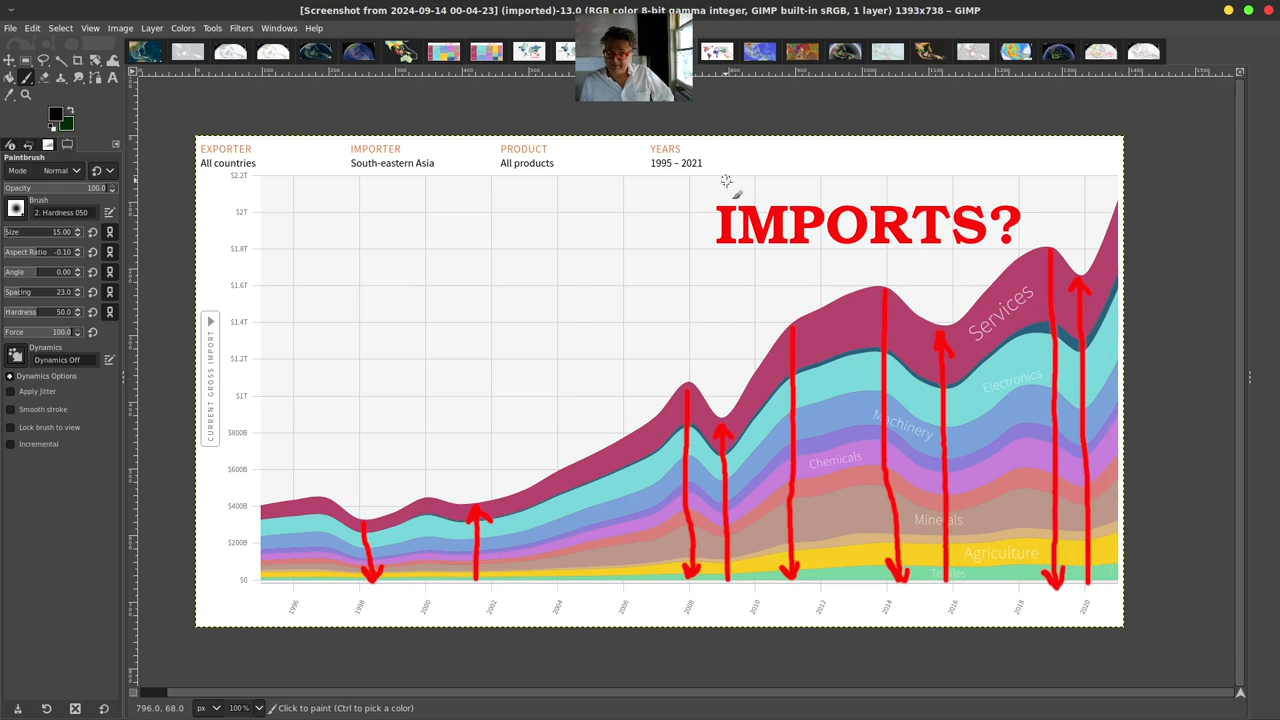 [Screenshot from 2024-09-14 00-04-23] (imported)-13.0 (RGB color 8-bit gamma integer, GIMP built-in sRGB, 1 layer) 1393x738 – GIMP
File Edit Select View Image Layer Colors Tools Filters Windows Help
Paintbrush
Mode Normal
Opacity 100.0
Brush
2. Hardness 050
Size 15.00
Aspect Ratio -0.10
Angle 0.00
Spacing 23.0
Hardness 50.0
Force 100.0
Dynamics
Dynamics Off
Dynamics Options
Apply Jitter
Smooth stroke
Lock brush to view
Incremental
EXPORTER IMPORTER PRODUCT YEARS
All countries South-eastern Asia All products 1995 – 2021
IMPORTS?
$2.2T
$2T
$1.8T
$1.6T
$1.4T
$1.2T
$1T
$800B
$600B
$400B
$200B
$0
CURRENT GROSS IMPORT
Services
Electronics
Machinery
Chemicals
Minerals
Agriculture
Textiles
1996 1998 2000 2002 2004 2006 2008 2010 2012 2014 2016 2018 2020
796.0, 68.0 px 100% Click to paint (Ctrl to pick a color)